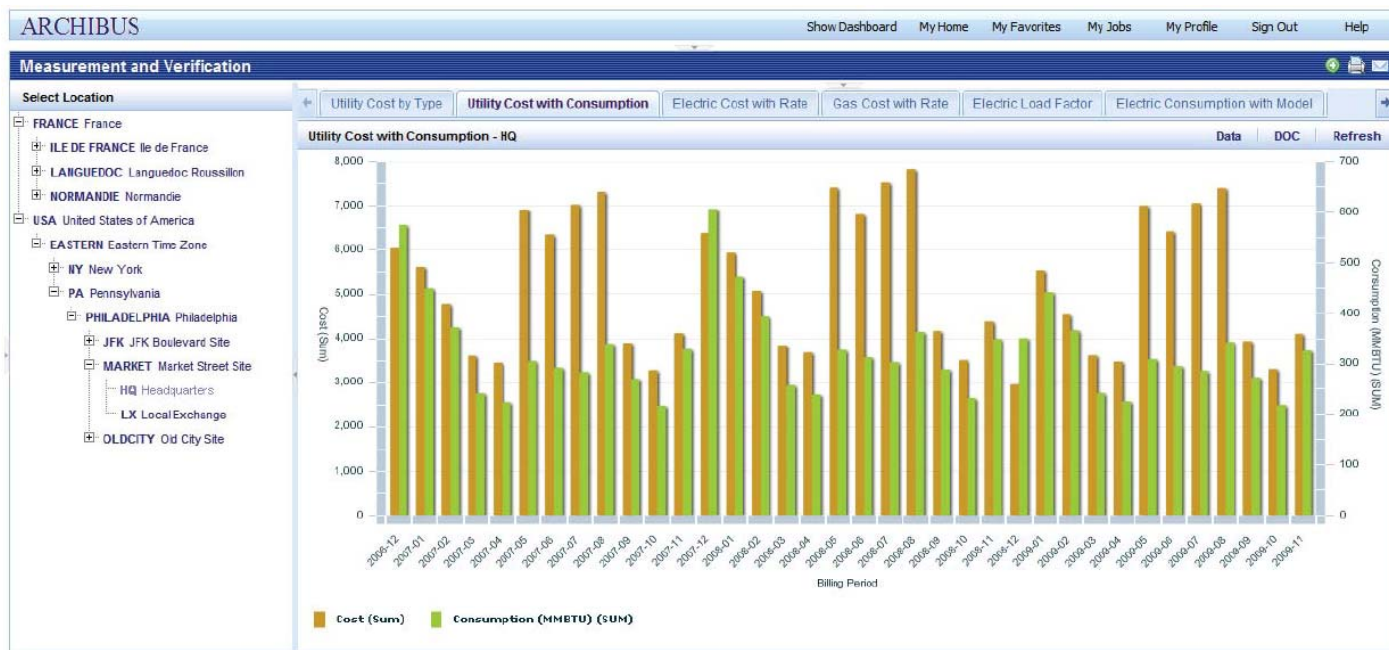 ARCHIBUS
Show Dashboard My Home My Favorites My Jobs My Profile Sign Out Help
Measurement and Verification
Select Location
FRANCE France
ILE DE FRANCE Ile de France
LANGUEDOC Languedoc Roussillon
NORMANDIE Normandie
USA United States of America
EASTERN Eastern Time Zone
NY New York
PA Pennsylvania
PHILADELPHIA Philadelphia
JFK JFK Boulevard Site
MARKET Market Street Site
HQ Headquarters
LX Local Exchange
OLDCITY Old City Site
Utility Cost by Type Utility Cost with Consumption Electric Cost with Rate Gas Cost with Rate Electric Load Factor Electric Consumption with Model
Utility Cost with Consumption - HQ Data DOC Refresh
8,000
7,000
6,000
5,000
4,000
3,000
2,000
1,000
0
Cost (Sum)
700
600
500
400
300
200
100
0
Consumption (MMBTU) (SUM)
2006-12 2007-01 2007-02 2007-03 2007-04 2007-05 2007-06 2007-07 2007-08 2007-09 2007-10 2007-11 2007-12 2008-01 2008-02 2008-03 2008-04 2008-05 2008-06 2008-07 2008-08 2008-09 2008-10 2008-11 2008-12 2009-01 2009-02 2009-03 2009-04 2009-05 2009-06 2009-07 2009-08 2009-09 2009-10 2009-11
Billing Period
Cost (Sum) Consumption (MMBTU) (SUM)